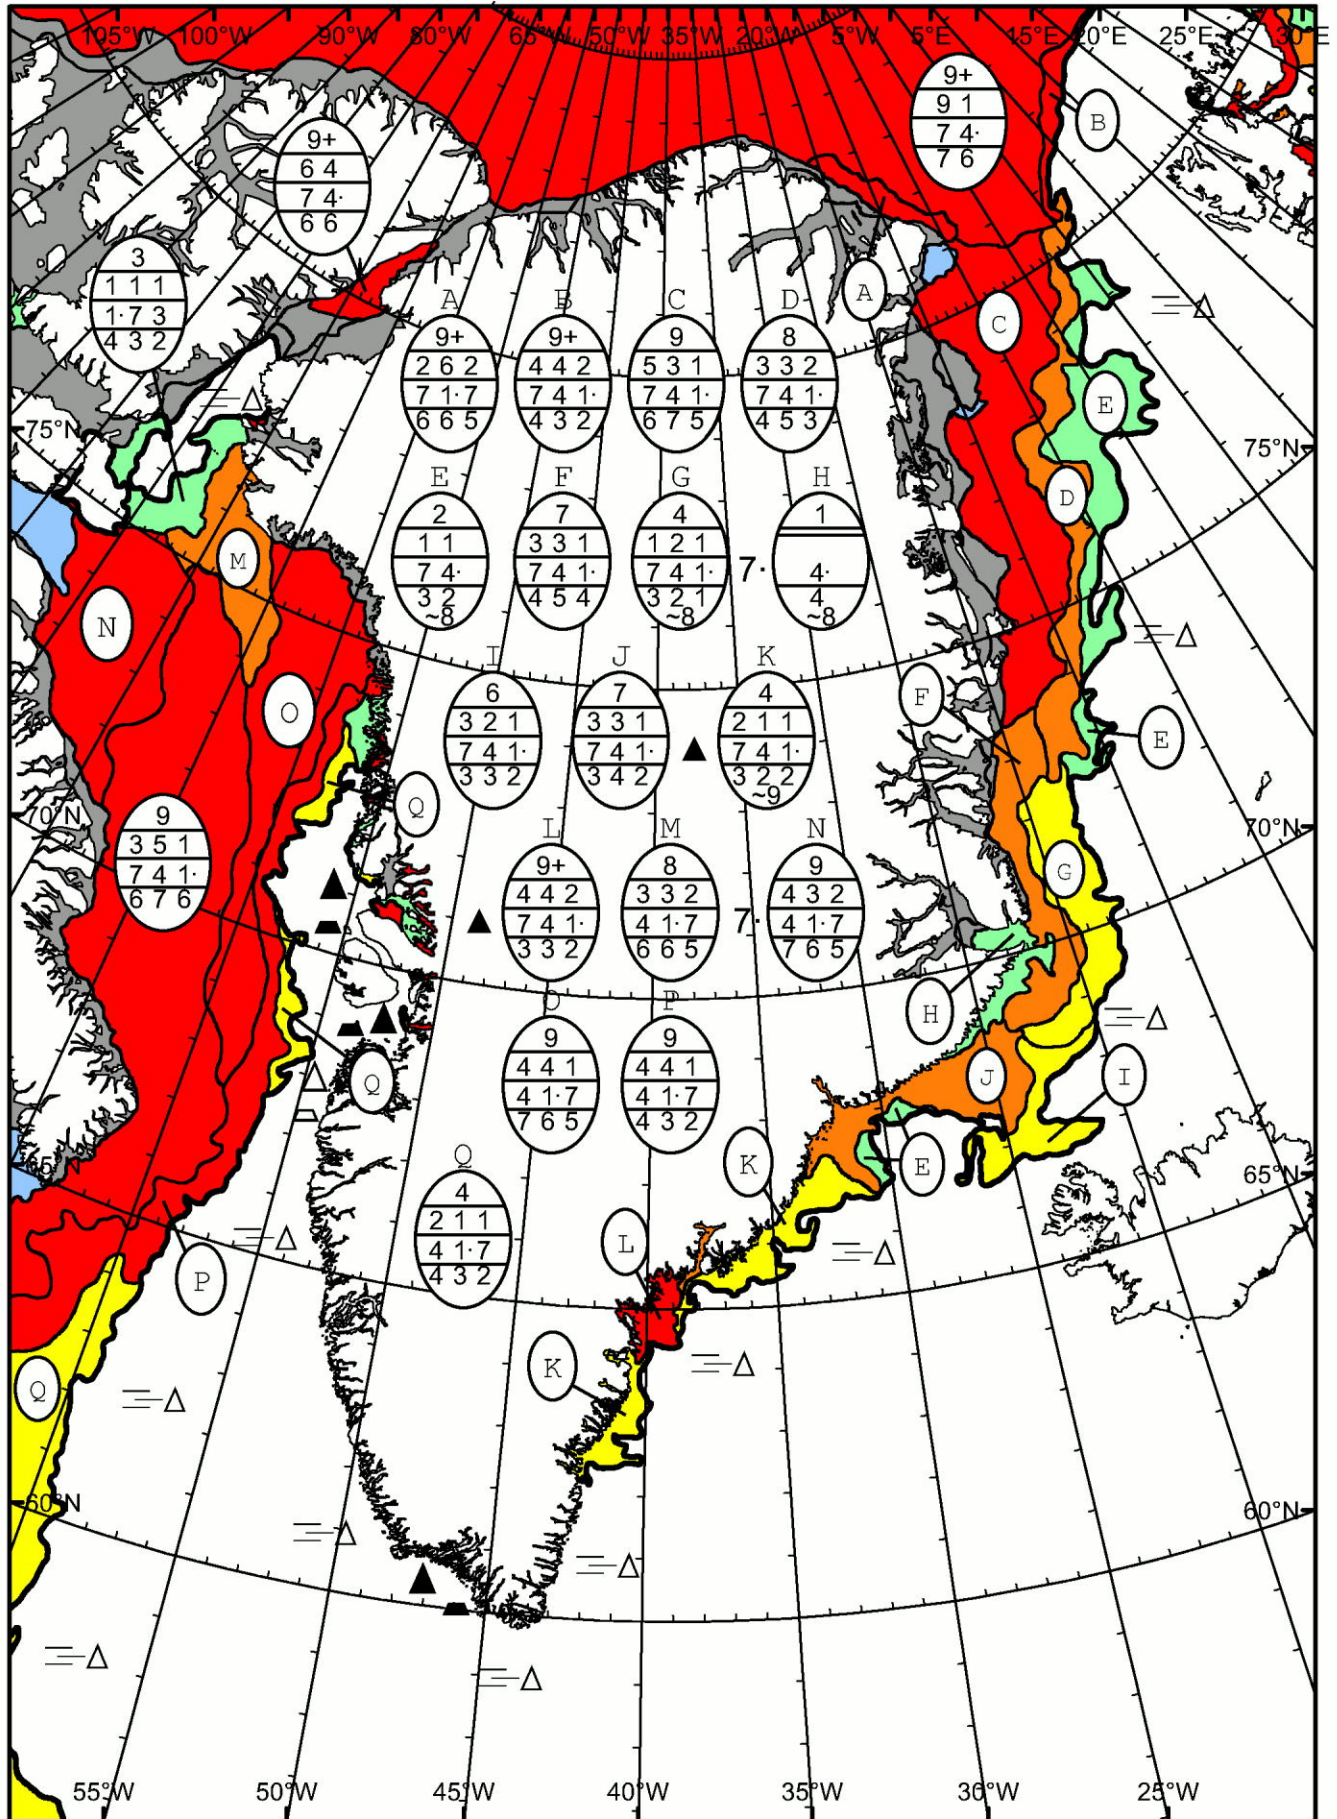 105°W 100°W 90°W 80°W 65°W 50°W 35°W 20°W 5°W 5°E 15°E 20°E 25°E 30°E
9+
9 1
7 4·
7 6
B
9+
6 4
7 4·
6 6
3
1 1 1
1·7 3
4 3 2
A
C
E
D
A B C D
9+ 9+ 9 8
2 6 2 4 4 2 5 3 1 3 3 2
7 1·7 7 4 1· 7 4 1· 7 4 1·
6 6 5 4 3 2 6 7 5 4 5 3
75°N 75°N
E F G H
2 7 4 1
1 1 3 3 1 1 2 1
7 4· 7 4 1· 7 4 1· 7· 4·
3 2 4 5 4 3 2 1 4
~8 ~8 ~8
M
N
O
F
E
I J K
6 7 4
3 2 1 3 3 1 2 1 1
7 4 1· 7 4 1· 7 4 1·
3 3 2 3 4 2 3 2 2
~9
Q
70°N 70°N
9
3 5 1
7 4 1·
6 7 6
G
L M N
9+ 8 9
4 4 2 3 3 2 4 3 2
7 4 1· 4 1·7 7· 4 1·7
3 3 2 6 6 5 7 6 5
H
O P
9 9
4 4 1 4 4 1
4 1·7 4 1·7
7 6 5 4 3 2
Q
J
I
K
E
65°N 65°N
Q
4
2 1 1
4 1·7
4 3 2
L
P
K
Q
60°N 60°N
55°W 50°W 45°W 40°W 35°W 30°W 25°W